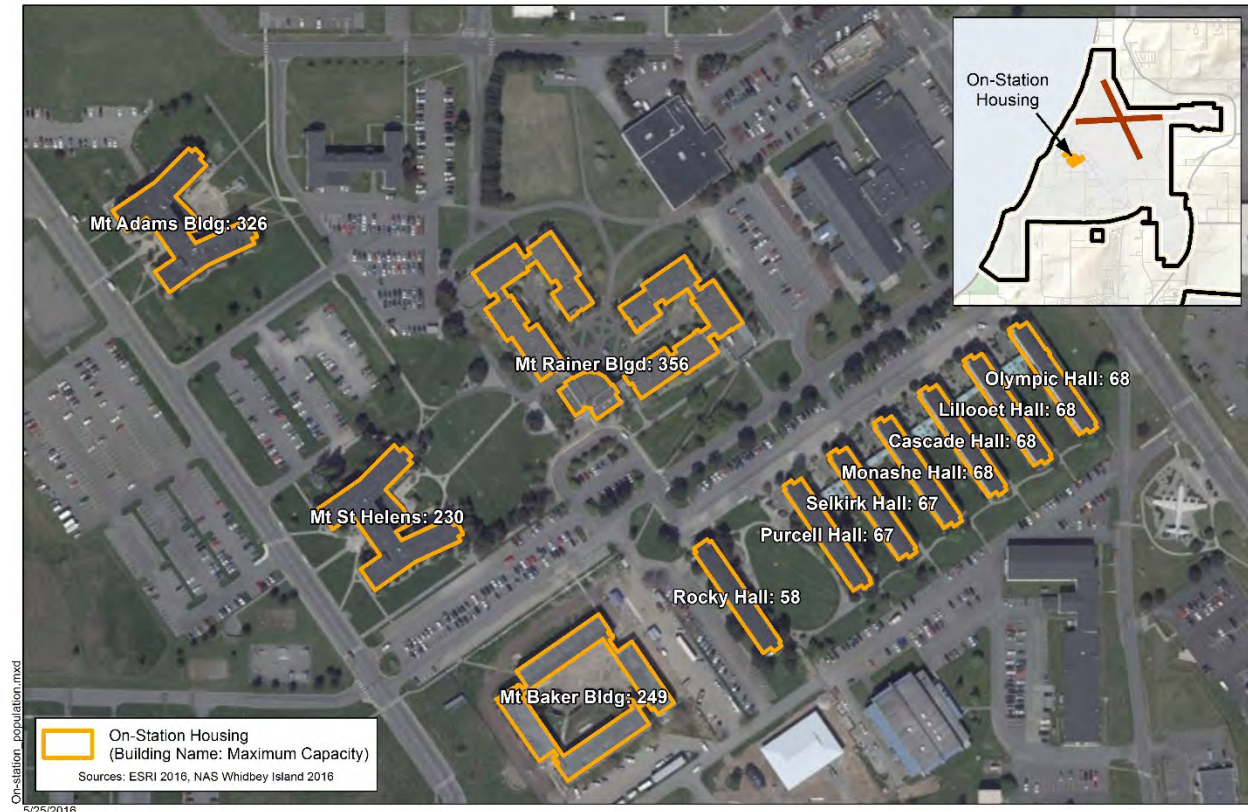 On-Station
Housing
Mt Adams Bldg: 326
Mt Rainer Blgd: 356
Olympic Hall: 68
Lillooet Hall: 68
Cascade Hall: 68
Monashe Hall: 68
Selkirk Hall: 67
Purcell Hall: 67
Mt St Helens: 230
Rocky Hall: 58
Mt Baker Bldg: 249
On-Station Housing
(Building Name: Maximum Capacity)
Sources: ESRI 2016, NAS Whidbey Island 2016
On-station_population.mxd
5/25/2016